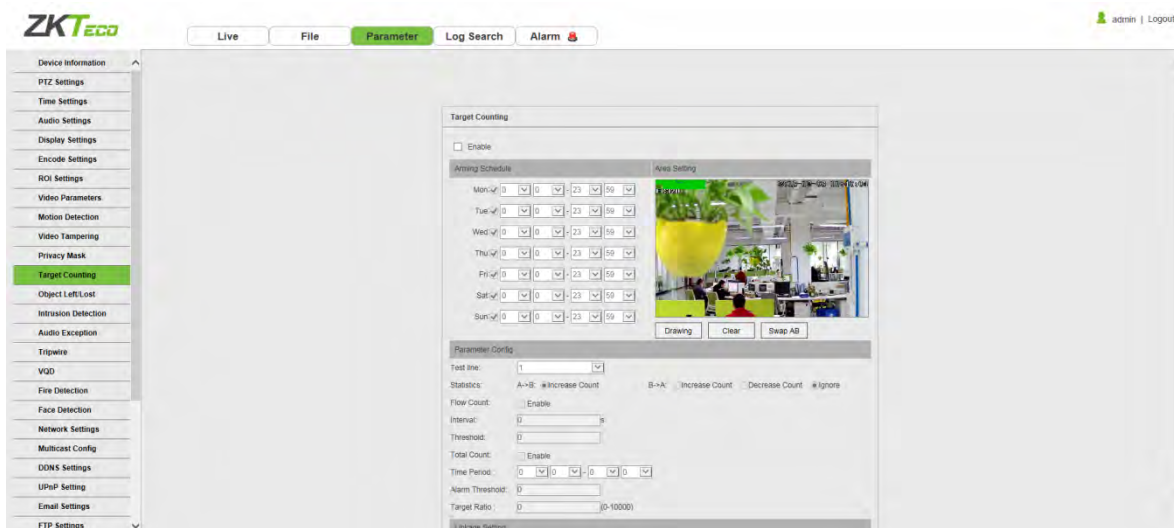 ZKTECO
admin | Logout
Live File Parameter Log Search Alarm
Device Information
PTZ Settings
Time Settings
Audio Settings
Display Settings
Encode Settings
ROI Settings
Video Parameters
Motion Detection
Video Tampering
Privacy Mask
Target Counting
Object Left/Lost
Intrusion Detection
Audio Exception
Tripwire
VQD
Fire Detection
Face Detection
Network Settings
Multicast Config
DDNS Settings
UPnP Setting
Email Settings
FTP Settings
Target Counting
Enable
Arming Schedule Area Setting
Mon 0 0 - 23 59
Tue 0 0 - 23 59
Wed 0 0 - 23 59
Thu 0 0 - 23 59
Fri 0 0 - 23 59
Sat 0 0 - 23 59
Sun 0 0 - 23 59
Drawing Clear Swap AB
Parameter Config
Test line: 1
Statistics: A->B: Increase Count B->A: Increase Count Decrease Count Ignore
Flow Count: Enable
Interval: 0 s
Threshold: 0
Total Count: Enable
Time Period: 0 0 - 0 0
Alarm Threshold: 0
Target Ratio : 0 (0-10000)
Linkage Setting